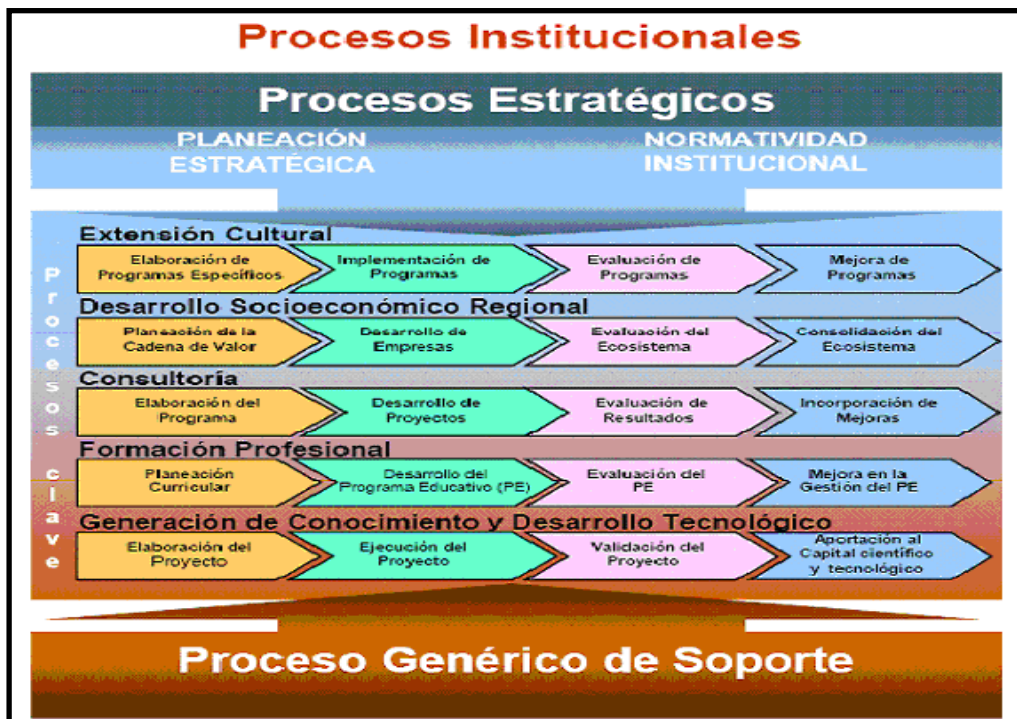 Procesos Institucionales
Procesos Estratégicos
PLANEACIÓN
ESTRATÉGICA
NORMATIVIDAD
INSTITUCIONAL
Procesos clave
Extensión Cultural
Elaboración de
Programas Específicos
Implementación de
Programas
Evaluación de
Programas
Mejora de
Programas
Desarrollo Socioeconómico Regional
Planeación de la
Cadena de Valor
Desarrollo de
Empresas
Evaluación del
Ecosistema
Consolidación del
Ecosistema
Consultoría
Elaboración del
Programa
Desarrollo de
Proyectos
Evaluación de
Resultados
Incorporación de
Mejoras
Formación Profesional
Planeación
Curricular
Desarrollo del
Programa Educativo (PE)
Evaluación del
PE
Mejora en la
Gestión del PE
Generación de Conocimiento y Desarrollo Tecnológico
Elaboración del
Proyecto
Ejecución del
Proyecto
Validación del
Proyecto
Aportación al
Capital científico
y tecnológico
Proceso Genérico de Soporte